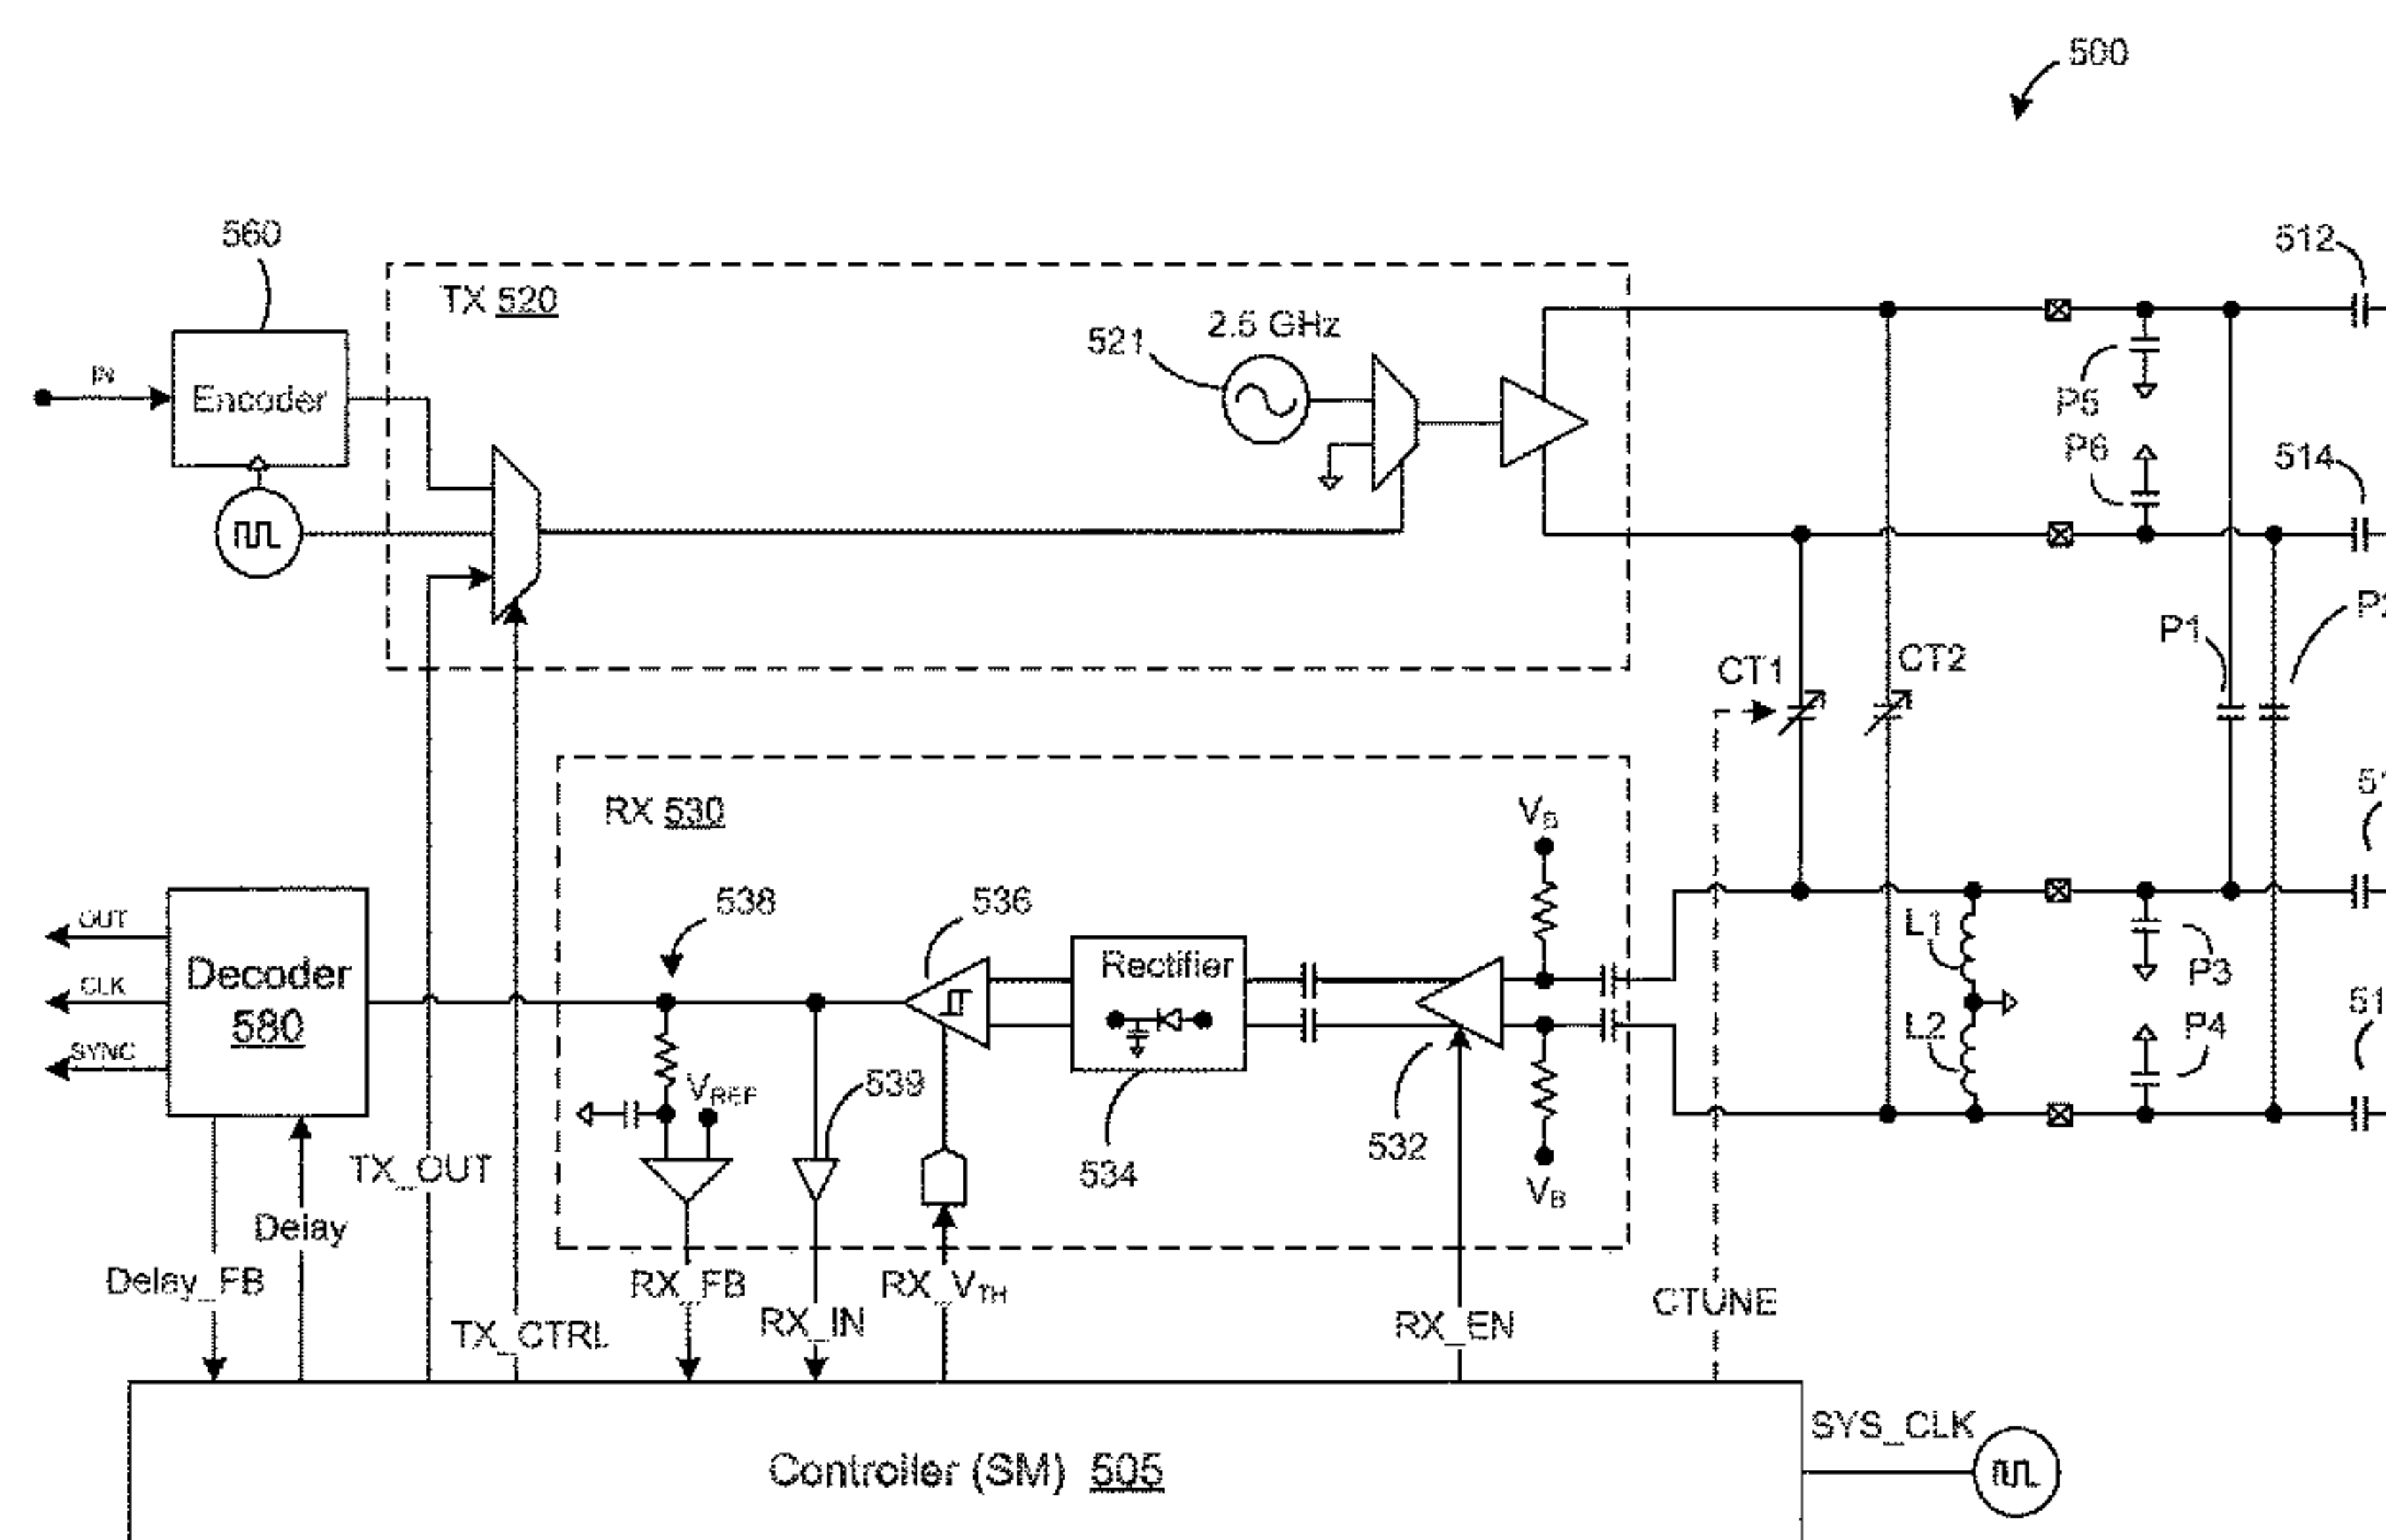 500
560
512
TX 520
2.5 GHz
521
IN
Encoder
P5
P6
514
P1
CT1
CT2
RX 530
VB
538
536
OUT
Rectifier
L1
Decoder
580
CLK
P3
L2
P4
SYNC
VREF
539
532
534
TX_OUT
VB
Delay
Delay_FB
RX_FB
RX_VTH
CTUNE
TX_CTRL
RX_IN
RX_EN
SYS_CLK
Controller (SM) 505